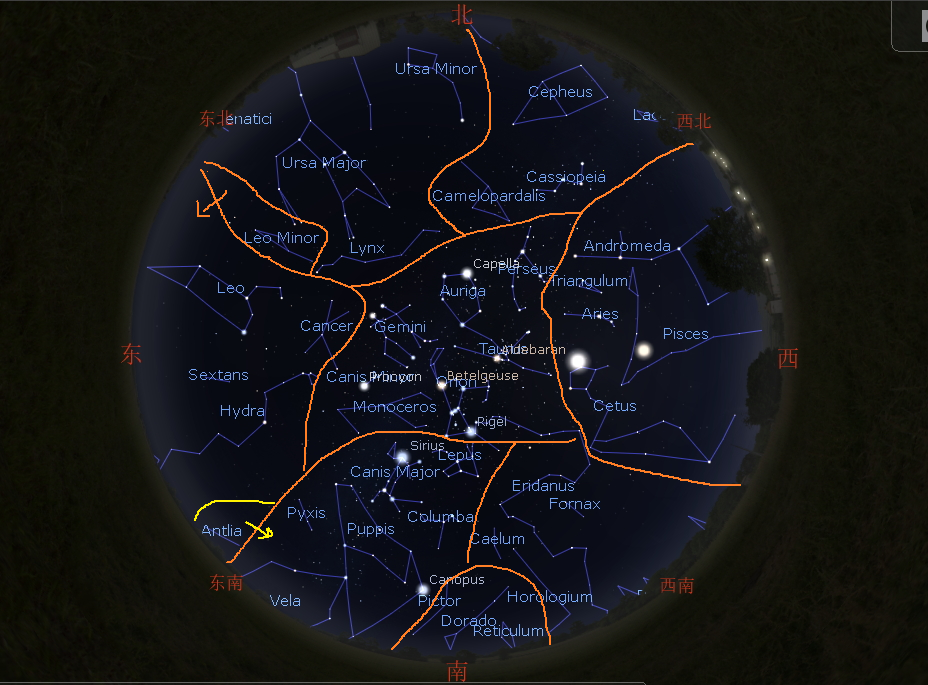 北
Ursa Minor
Cepheus
Lac
东北
enatici
西北
Ursa Major
Cassiopeia
Camelopardalis
Leo Minor
Lynx
Andromeda
Capella
Perseus
Triangulum
Leo
Auriga
Aries
Cancer
Gemini
Pisces
东
Aldebaran
西
Sextans
Canis
Procyon
Betelgeuse
Orion
Hydra
Monoceros
Cetus
Rigel
Sirius
Lepus
Canis Major
Eridanus
Fornax
Pyxis
Columba
Antlia
Puppis
Caelum
东南
Canopus
西南
Vela
Pictor
Horologium
Dorado
Reticulum
南